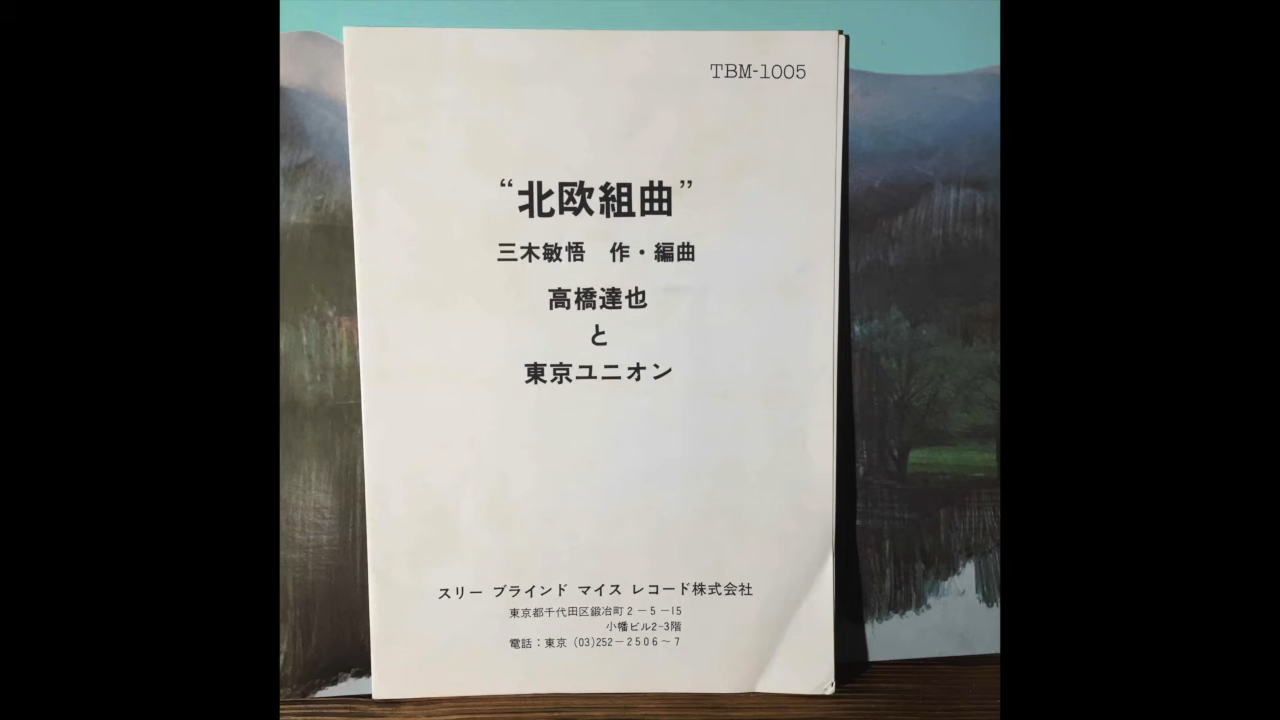 TBM-1005
“北欧組曲”
三木敏悟 作・編曲
高橋達也
と
東京ユニオン
スリー ブラインド マイス レコード株式会社
東京都千代田区鍛冶町2-5-15
小幡ビル2-3階
電話：東京 (03)252-2506~7